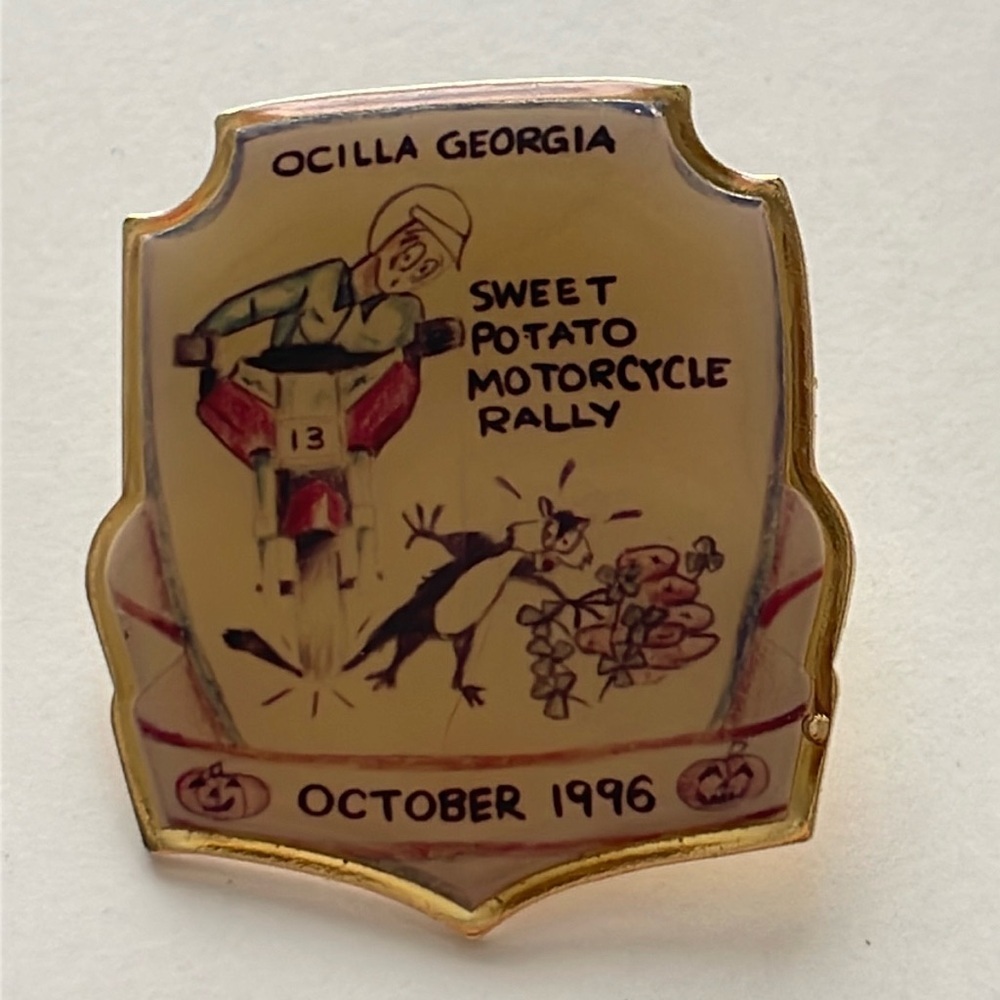 OCILLA GEORGIA
SWEET
POTATO
MOTORCYCLE
RALLY
13
OCTOBER 1996